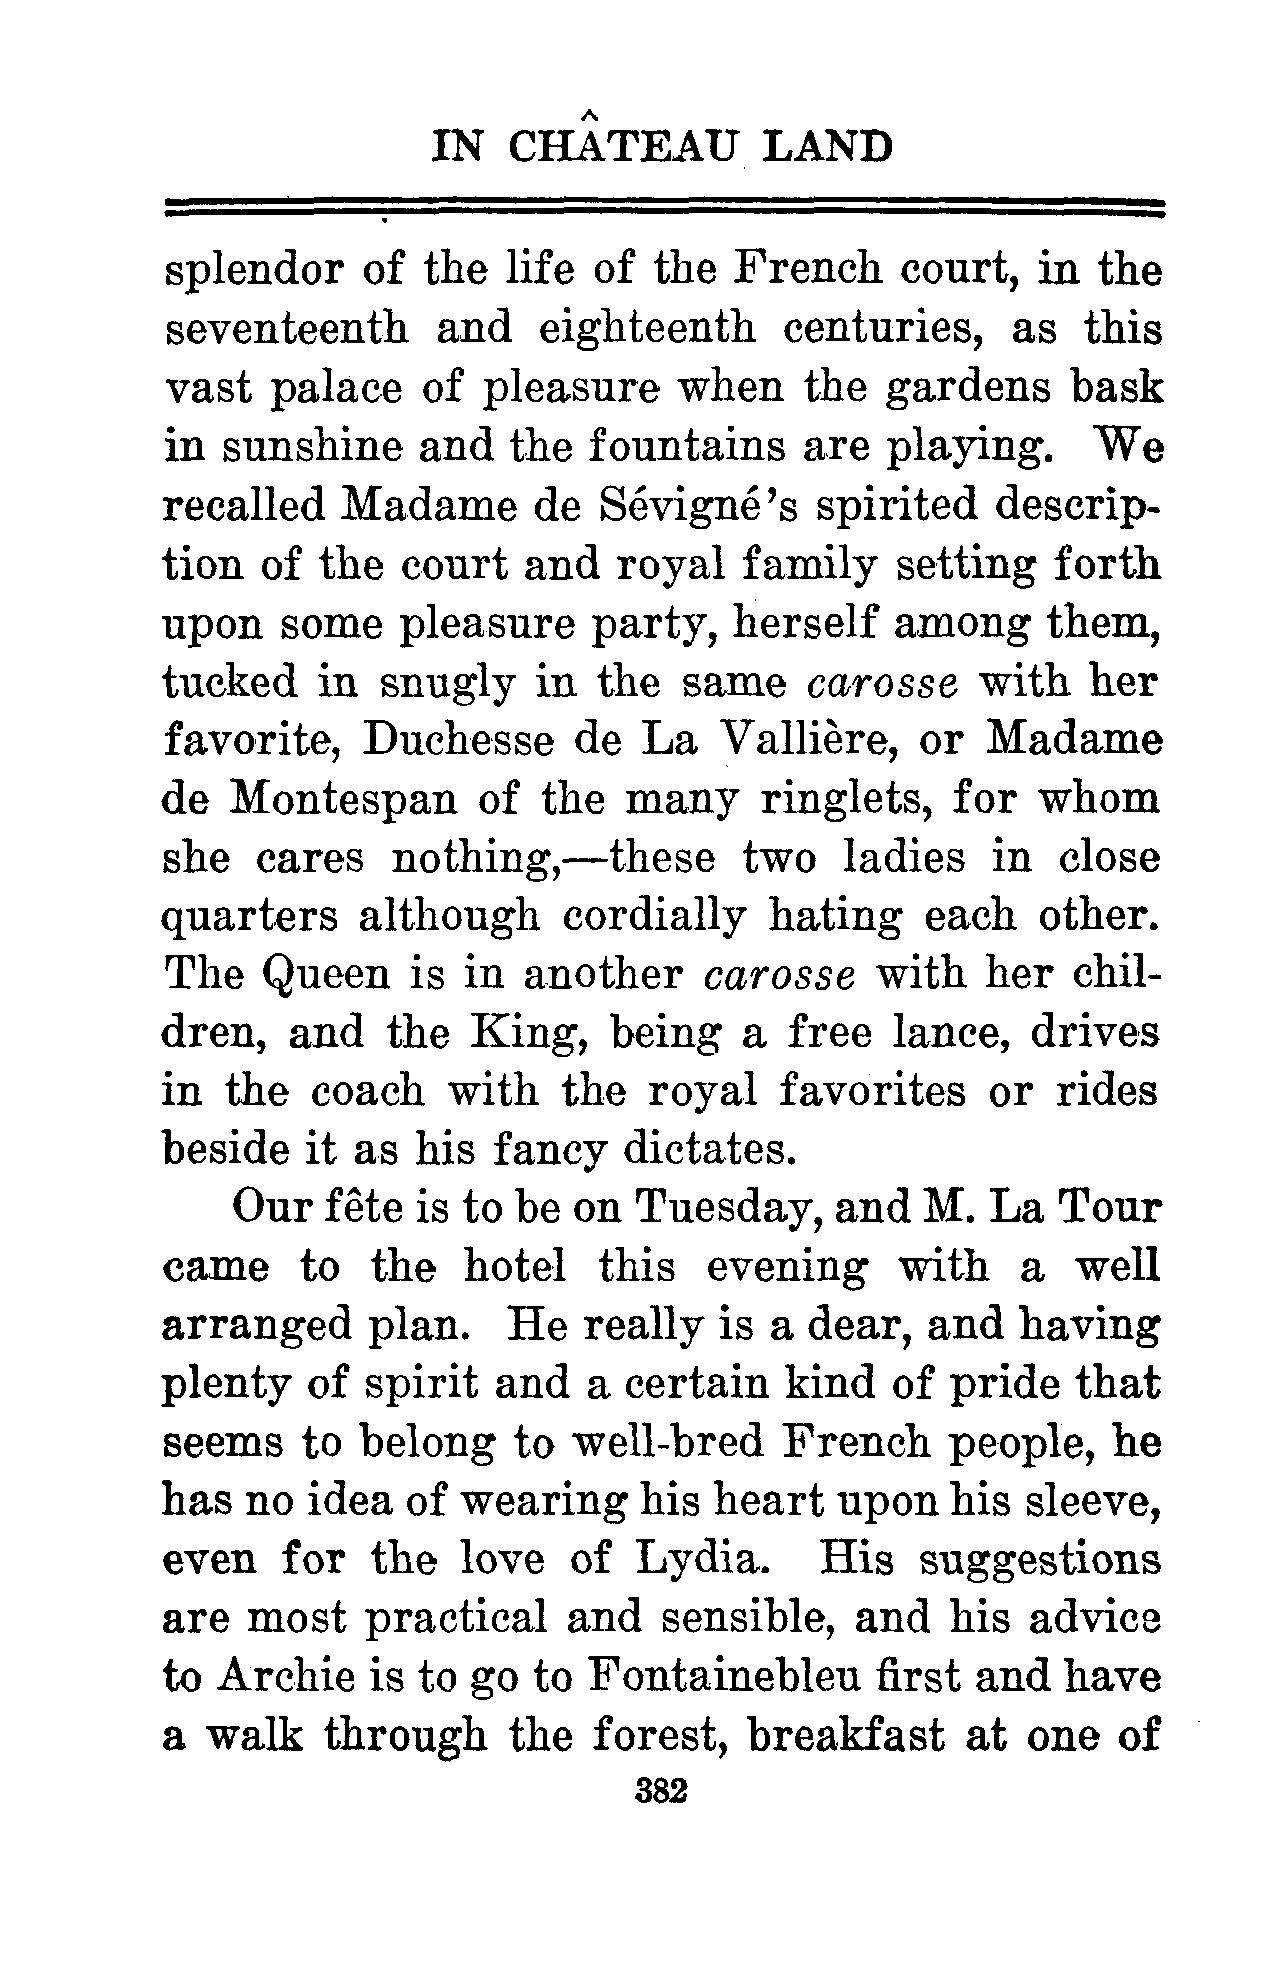 IN CHÂTEAU LAND
splendor of the life of the French court, in the
seventeenth and eighteenth centuries, as this
vast palace of pleasure when the gardens bask
in sunshine and the fountains are playing. We
recalled Madame de Sévigné's spirited descrip-
tion of the court and royal family setting forth
upon some pleasure party, herself among them,
tucked in snugly in the same carosse with her
favorite, Duchesse de La Vallière, or Madame
de Montespan of the many ringlets, for whom
she cares nothing,—these two ladies in close
quarters although cordially hating each other.
The Queen is in another carosse with her chil-
dren, and the King, being a free lance, drives
in the coach with the royal favorites or rides
beside it as his fancy dictates.
Our fête is to be on Tuesday, and M. La Tour
came to the hotel this evening with a well
arranged plan. He really is a dear, and having
plenty of spirit and a certain kind of pride that
seems to belong to well-bred French people, he
has no idea of wearing his heart upon his sleeve,
even for the love of Lydia. His suggestions
are most practical and sensible, and his advice
to Archie is to go to Fontainebleu first and have
a walk through the forest, breakfast at one of
382